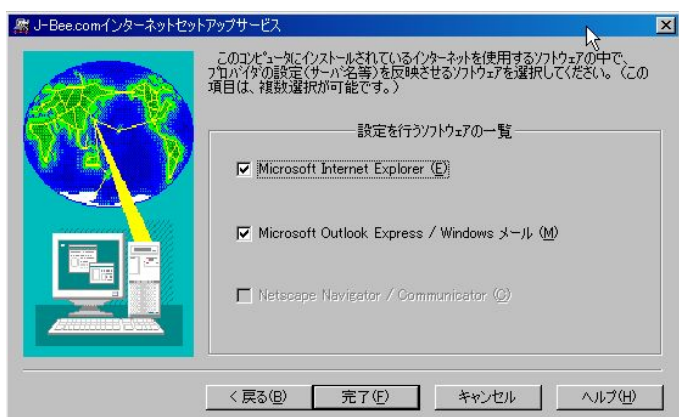 J-Bee.comインターネットセットアップサービス
このコンピュータにインストールされているインターネットを使用するソフトウェアの中で、
プロバイダの設定(サーバ名等)を反映させるソフトウェアを選択してください。(この
項目は、複数選択が可能です。)
設定を行うソフトウェアの一覧
Microsoft Internet Explorer (E)
Microsoft Outlook Express / Windows メール (M)
Netscape Navigator / Communicator (C)
< 戻る(B)
完了(F)
キャンセル
ヘルプ(H)